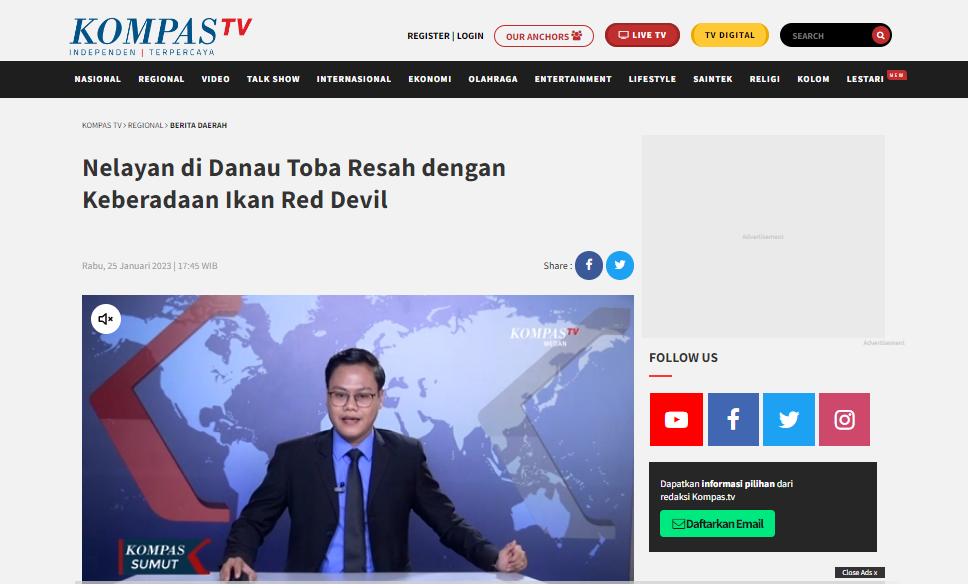 KOMPAS TV
INDEPENDEN | TERPERCAYA
REGISTER | LOGIN
OUR ANCHORS
LIVE TV
TV DIGITAL
SEARCH
NASIONAL REGIONAL VIDEO TALK SHOW INTERNASIONAL EKONOMI OLAHRAGA ENTERTAINMENT LIFESTYLE SAINTEK RELIGI KOLOM LESTARI NEW
KOMPAS TV > REGIONAL > BERITA DAERAH
Nelayan di Danau Toba Resah dengan
Keberadaan Ikan Red Devil
Rabu, 25 Januari 2023 | 17:45 WIB
Share :
KOMPAS TV
MEDAN
KOMPAS
SUMUT
Advertisement
Advertisement
FOLLOW US
Dapatkan informasi pilihan dari
redaksi Kompas.tv
Daftarkan Email
Close Ads x